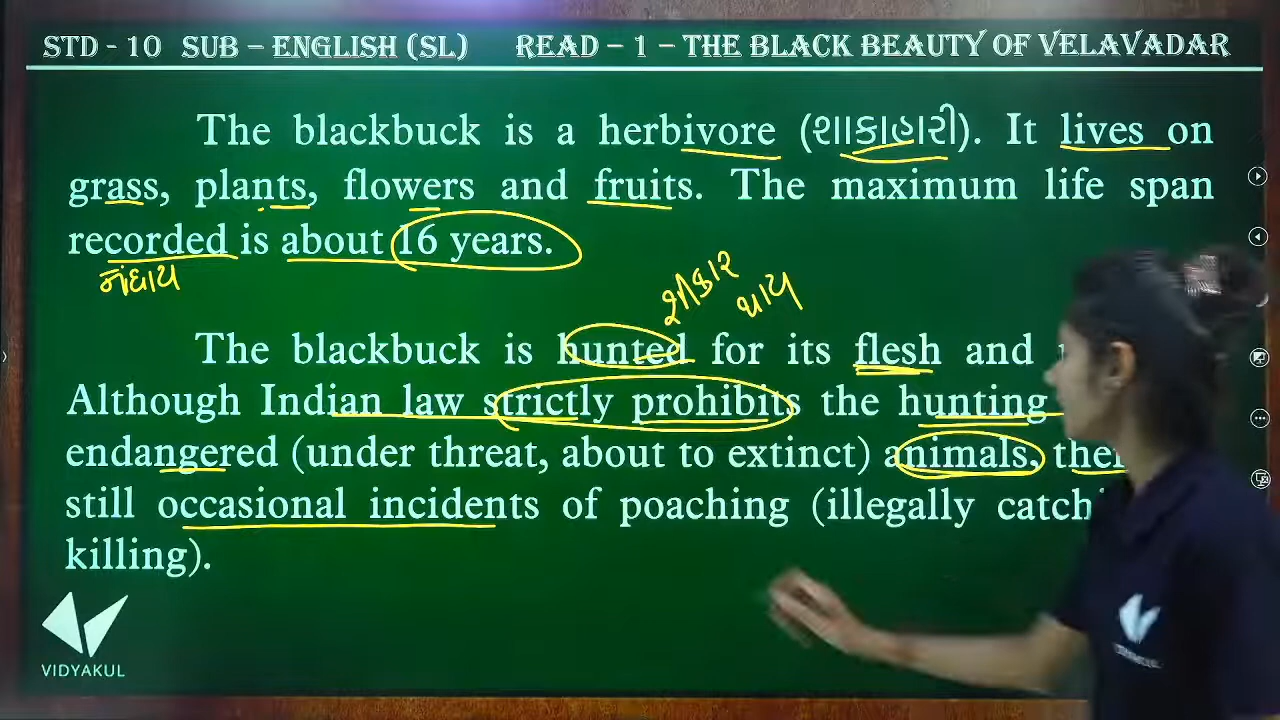 STD - 10 SUB – ENGLISH (SL) READ – 1 – THE BLACK BEAUTY OF VELAVADAR
The blackbuck is a herbivore (શાકાહારી). It lives on
grass, plants, flowers and fruits. The maximum life span
recorded is about 16 years.
નોંધાય
શીકાર થાય
The blackbuck is hunted for its flesh and
Although Indian law strictly prohibits the hunting
endangered (under threat, about to extinct) animals,
still occasional incidents of poaching (illegally
killing).
VIDYAKUL